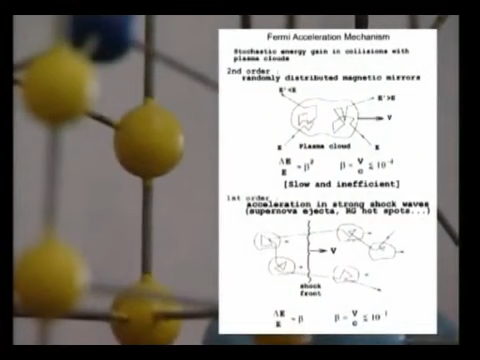 Fermi Acceleration Mechanism
Stochastic energy gain in collisions with
plasma clouds
2nd order :
randomly distributed magnetic mirrors
E'<E
E'>E
V
E
Plasma cloud
E
ΔE/E ~ β² β = V/c ≲ 10⁻⁴
[Slow and inefficient]
1st order
acceleration in strong shock waves
(supernova ejecta, RG hot spots...)
V
shock
front
ΔE/E ~ β β = V/c ≲ 10⁻¹